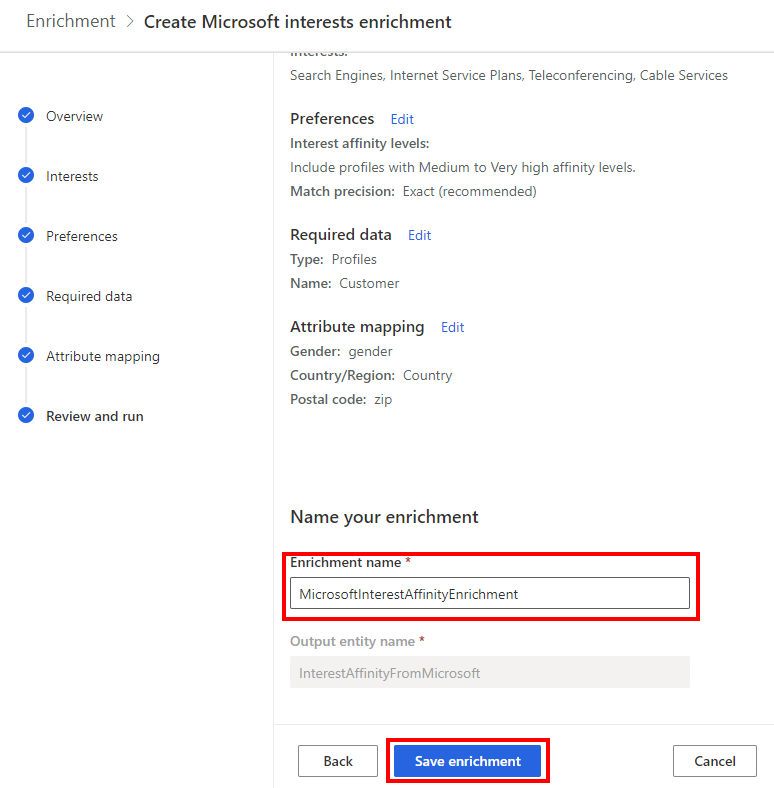 Enrichment > Create Microsoft interests enrichment
Interests:
Search Engines, Internet Service Plans, Teleconferencing, Cable Services
Overview
Interests
Preferences
Required data
Attribute mapping
Review and run
Preferences Edit
Interest affinity levels:
Include profiles with Medium to Very high affinity levels.
Match precision: Exact (recommended)
Required data Edit
Type: Profiles
Name: Customer
Attribute mapping Edit
Gender: gender
Country/Region: Country
Postal code: zip
Name your enrichment
Enrichment name *
MicrosoftInterestAffinityEnrichment
Output entity name *
InterestAffinityFromMicrosoft
Back Save enrichment Cancel